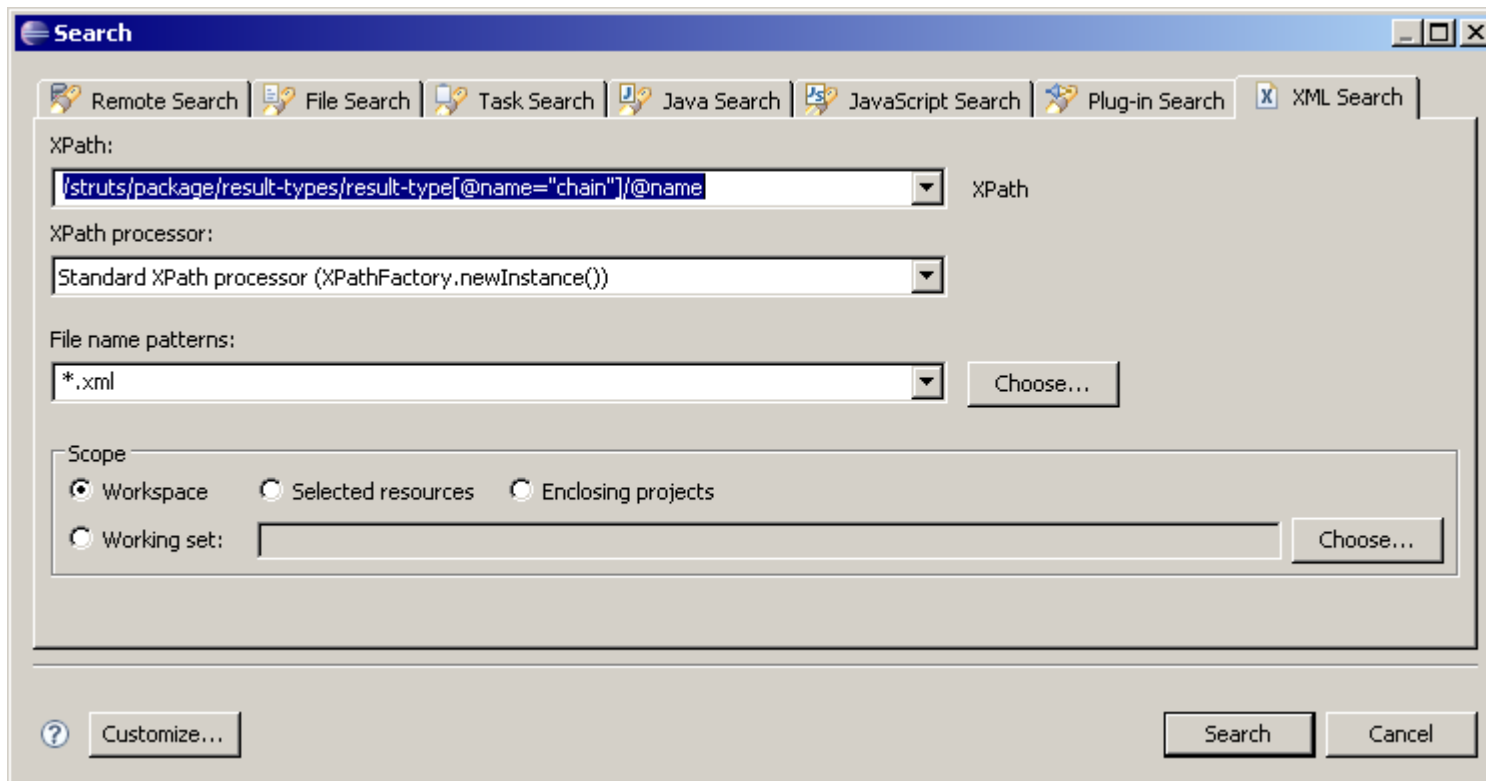 Search
Remote Search File Search Task Search Java Search JavaScript Search Plug-in Search XML Search
XPath:
/struts/package/result-types/result-type[@name="chain"]/@name XPath
XPath processor:
Standard XPath processor (XPathFactory.newInstance())
File name patterns:
*.xml Choose...
Scope
Workspace Selected resources Enclosing projects
Working set: Choose...
Customize... Search Cancel